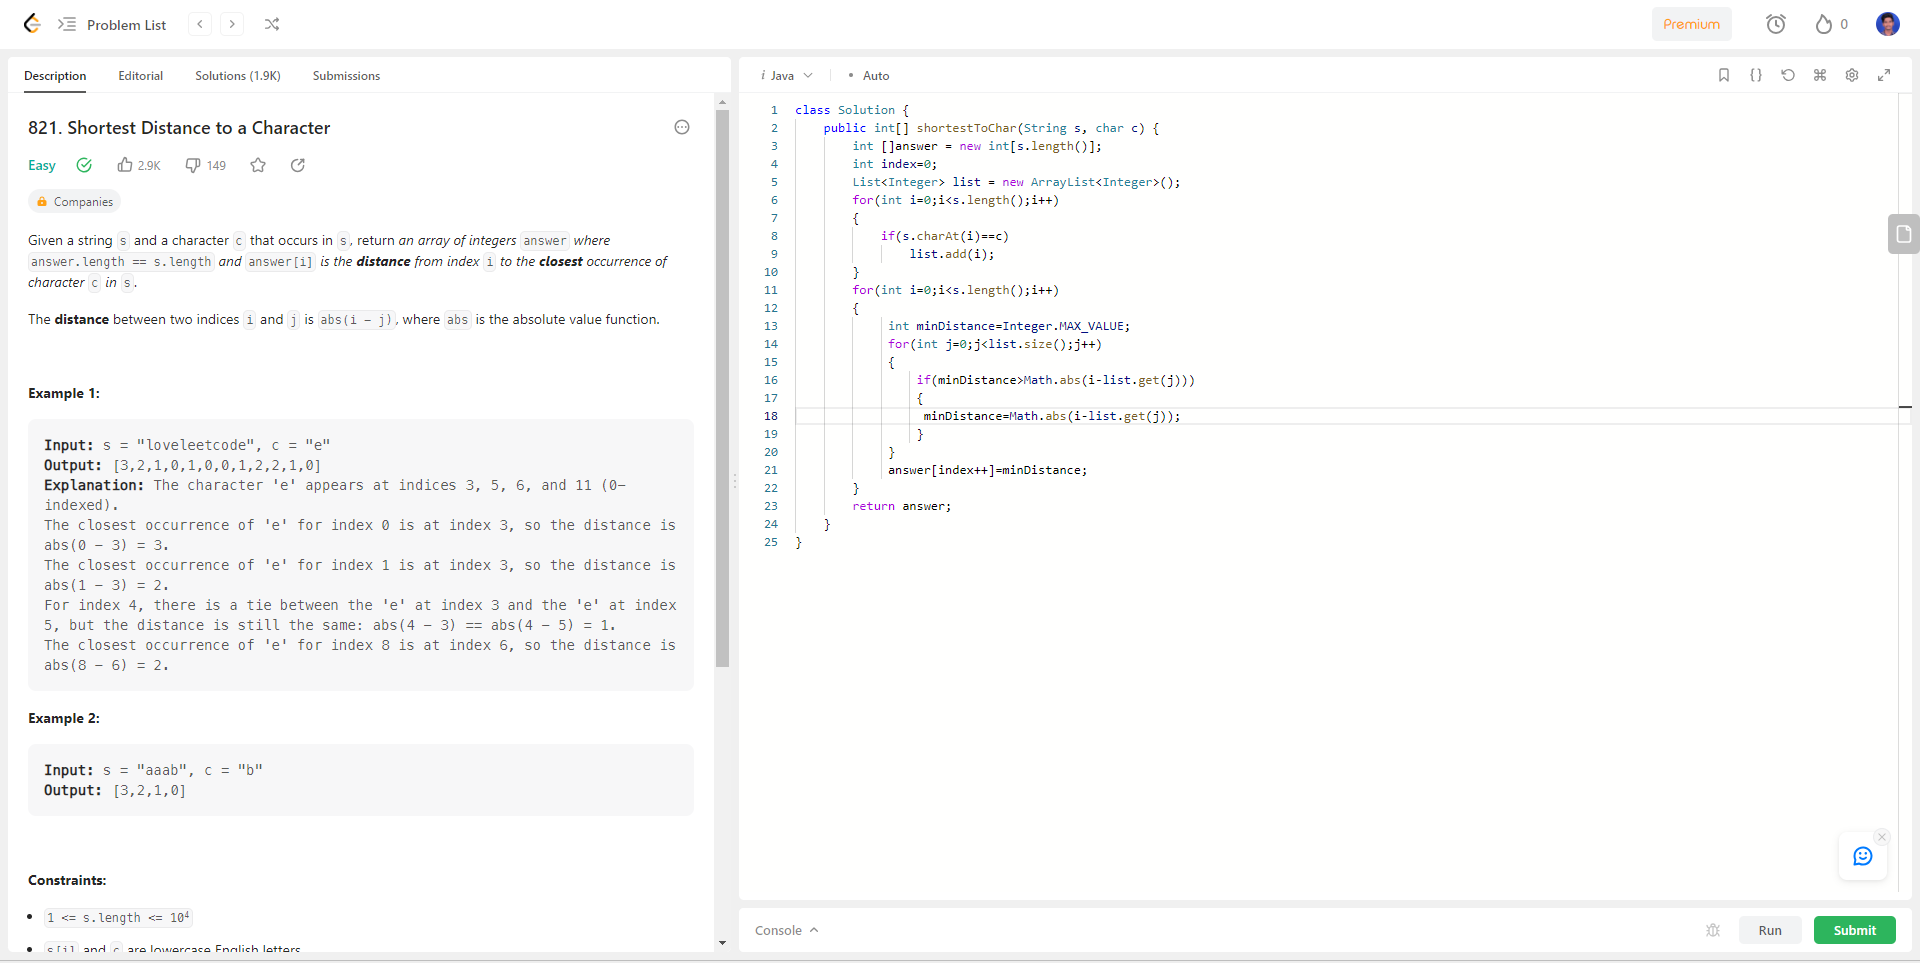 Problem List
Premium
0
Description Editorial Solutions (1.9K) Submissions
821. Shortest Distance to a Character
Easy 2.9K 149
Companies
Given a string s and a character c that occurs in s, return an array of integers answer where
answer.length == s.length and answer[i] is the distance from index i to the closest occurrence of
character c in s.
The distance between two indices i and j is abs(i - j), where abs is the absolute value function.
Example 1:
Input: s = "loveleetcode", c = "e"
Output: [3,2,1,0,1,0,0,1,2,2,1,0]
Explanation: The character 'e' appears at indices 3, 5, 6, and 11 (0-
indexed).
The closest occurrence of 'e' for index 0 is at index 3, so the distance is
abs(0 - 3) = 3.
The closest occurrence of 'e' for index 1 is at index 3, so the distance is
abs(1 - 3) = 2.
For index 4, there is a tie between the 'e' at index 3 and the 'e' at index
5, but the distance is still the same: abs(4 - 3) == abs(4 - 5) = 1.
The closest occurrence of 'e' for index 8 is at index 6, so the distance is
abs(8 - 6) = 2.
Example 2:
Input: s = "aaab", c = "b"
Output: [3,2,1,0]
Constraints:
• 1 <= s.length <= 10⁴
• s[i] and c are lowercase English letters
i Java • Auto
{}
1 class Solution {
2 public int[] shortestToChar(String s, char c) {
3 int []answer = new int[s.length()];
4 int index=0;
5 List<Integer> list = new ArrayList<Integer>();
6 for(int i=0;i<s.length();i++)
7 {
8 if(s.charAt(i)==c)
9 list.add(i);
10 }
11 for(int i=0;i<s.length();i++)
12 {
13 int minDistance=Integer.MAX_VALUE;
14 for(int j=0;j<list.size();j++)
15 {
16 if(minDistance>Math.abs(i-list.get(j)))
17 {
18 minDistance=Math.abs(i-list.get(j));
19 }
20 }
21 answer[index++]=minDistance;
22 }
23 return answer;
24 }
25 }
Console
Run
Submit